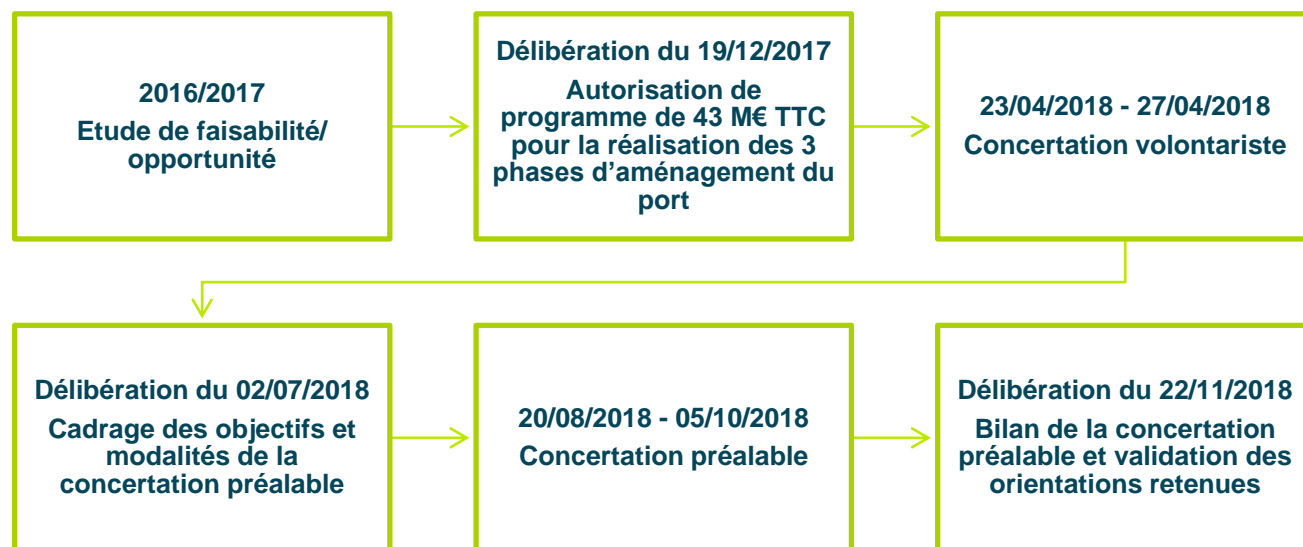 2016/2017
Etude de faisabilité/
opportunité
Délibération du 19/12/2017
Autorisation de
programme de 43 M€ TTC
pour la réalisation des 3
phases d'aménagement du
port
23/04/2018 - 27/04/2018
Concertation volontariste
Délibération du 02/07/2018
Cadrage des objectifs et
modalités de la
concertation préalable
20/08/2018 - 05/10/2018
Concertation préalable
Délibération du 22/11/2018
Bilan de la concertation
préalable et validation des
orientations retenues